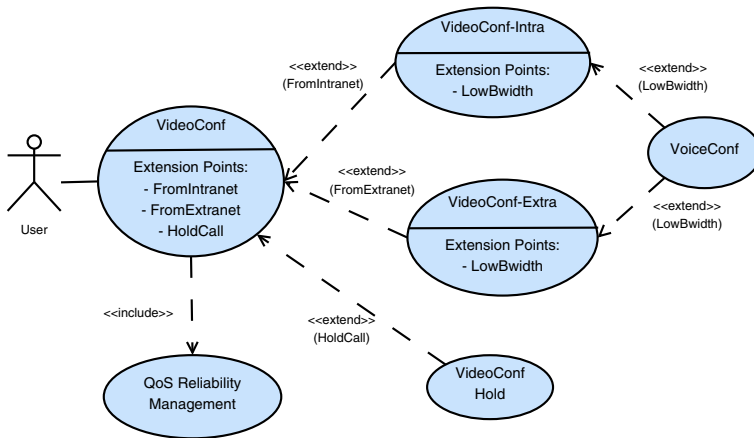 VideoConf-Intra
Extension Points:
- LowBwidth
<<extend>>
(FromIntranet)
<<extend>>
(LowBwidth)
VideoConf
Extension Points:
- FromIntranet
- FromExtranet
- HoldCall
User
VoiceConf
<<extend>>
(FromExtranet)
VideoConf-Extra
Extension Points:
- LowBwidth
<<extend>>
(LowBwidth)
<<include>>
<<extend>>
(HoldCall)
QoS Reliability
Management
VideoConf
Hold